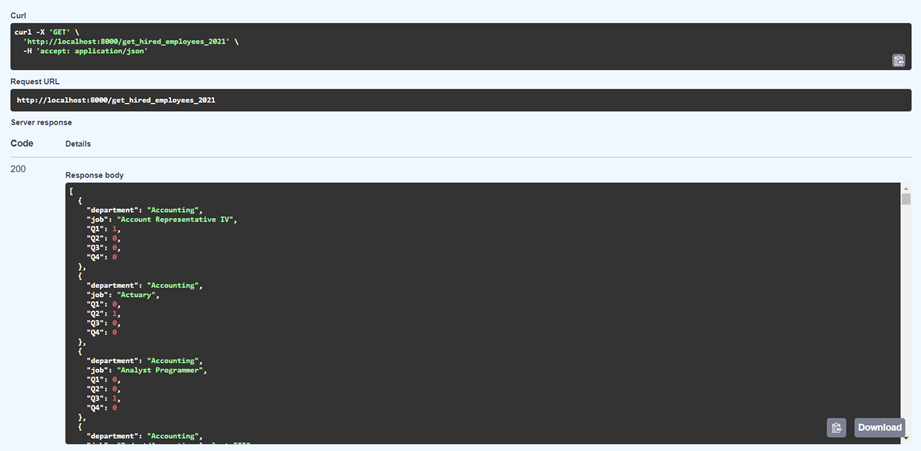 Curl
curl -X 'GET' \
  'http://localhost:8000/get_hired_employees_2021' \
  -H 'accept: application/json'
Request URL
http://localhost:8000/get_hired_employees_2021
Server response
Code Details
200
Response body
[
  {
    "department": "Accounting",
    "job": "Account Representative IV",
    "Q1": 1,
    "Q2": 0,
    "Q3": 0,
    "Q4": 0
  },
  {
    "department": "Accounting",
    "job": "Actuary",
    "Q1": 0,
    "Q2": 1,
    "Q3": 0,
    "Q4": 0
  },
  {
    "department": "Accounting",
    "job": "Analyst Programmer",
    "Q1": 0,
    "Q2": 0,
    "Q3": 1,
    "Q4": 0
  },
  {
    "department": "Accounting",
Download